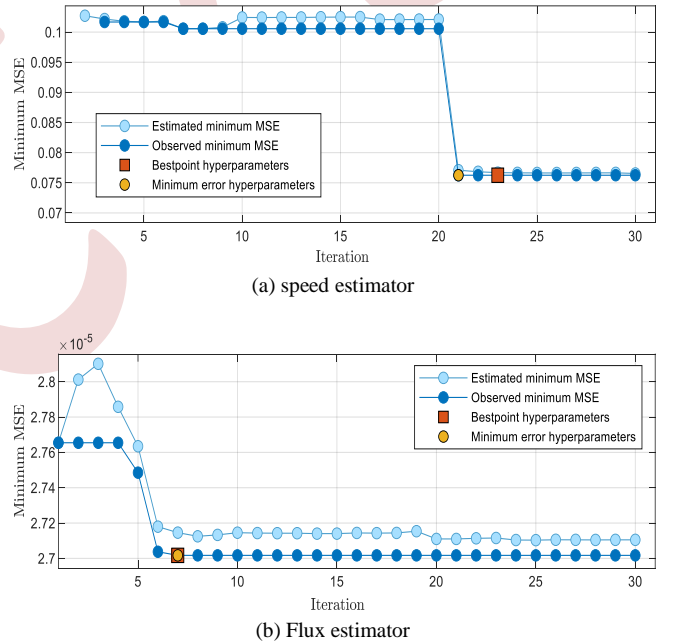 0.1
0.095
0.09
0.085
0.08
0.075
0.07
Minimum MSE
Estimated minimum MSE
Observed minimum MSE
Bestpoint hyperparameters
Minimum error hyperparameters
5 10 15 20 25 30
Iteration
(a) speed estimator
×10-5
2.8
2.78
2.76
2.74
2.72
2.7
Minimum MSE
Estimated minimum MSE
Observed minimum MSE
Bestpoint hyperparameters
Minimum error hyperparameters
5 10 15 20 25 30
Iteration
(b) Flux estimator